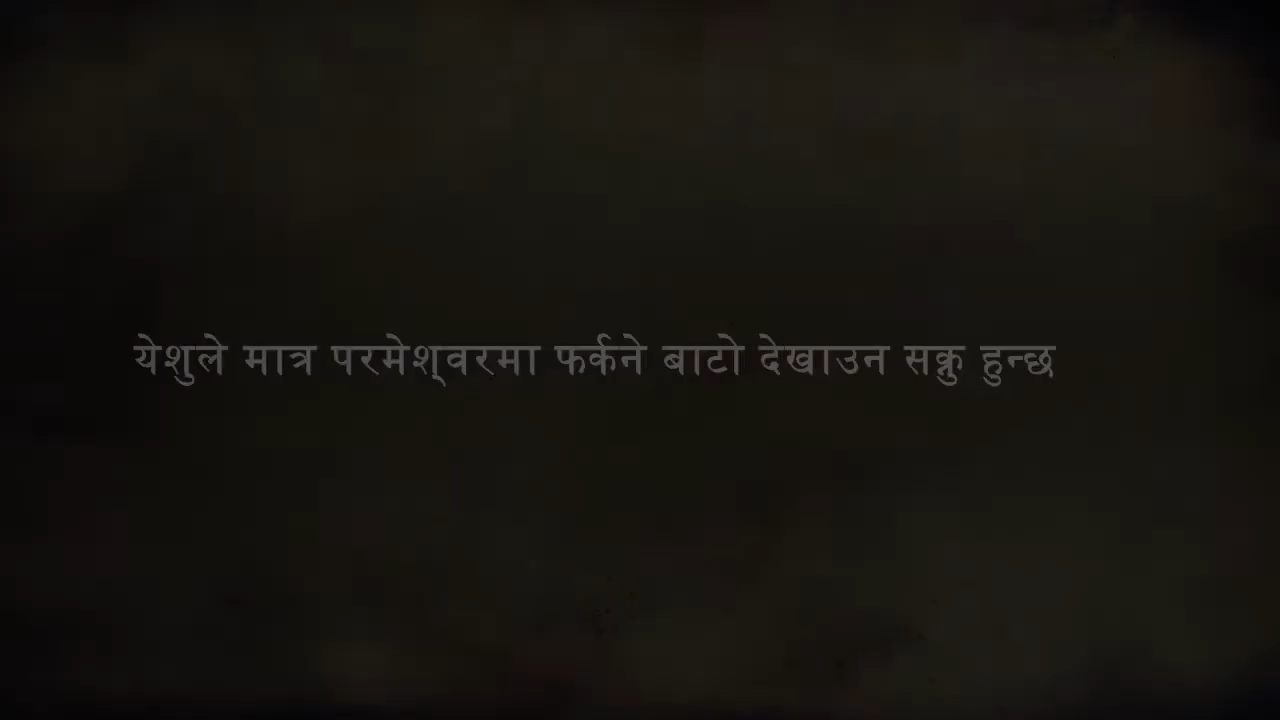 येशुले मात्र परमेश्‌वरमा फर्कने बाटो देखाउन सक्नु हुन्छ